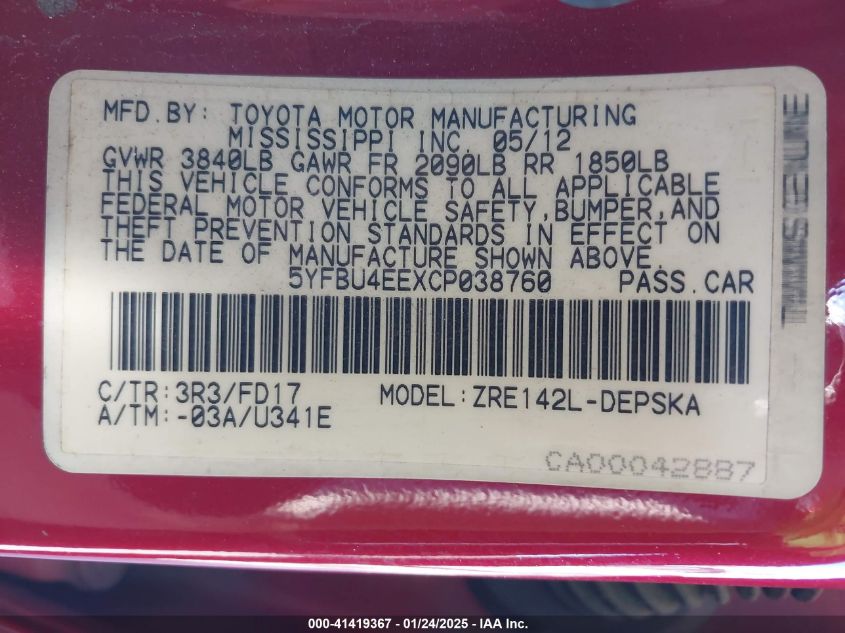 MFD.BY: TOYOTA MOTOR MANUFACTURING
MISSISSIPPI INC. 05/12
GVWR 3840LB GAWR FR 2090LB RR 1850LB
THIS VEHICLE CONFORMS TO ALL APPLICABLE
FEDERAL MOTOR VEHICLE SAFETY,BUMPER,AND
THEFT PREVENTION STANDARDS IN EFFECT ON
THE DATE OF MANUFACTURE SHOWN ABOVE.
5YFBU4EEXCP038760 PASS.CAR
C/TR:3R3/FD17 MODEL:ZRE142L-DEPSKA
A/TM:-03A/U341E
CA00042887
000-41419367 - 01/24/2025 - IAA Inc.